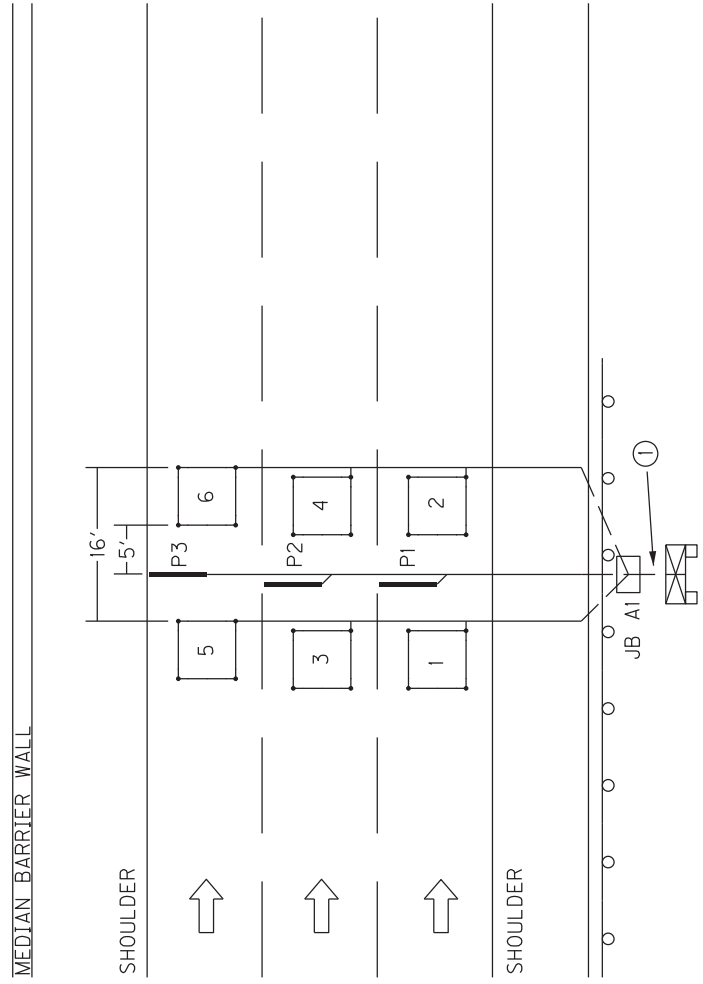 MEDIAN BARRIER WALL
SHOULDER
16'
5'
P3
P2
P1
5
6
3
4
1
2
SHOULDER
JB A1
1